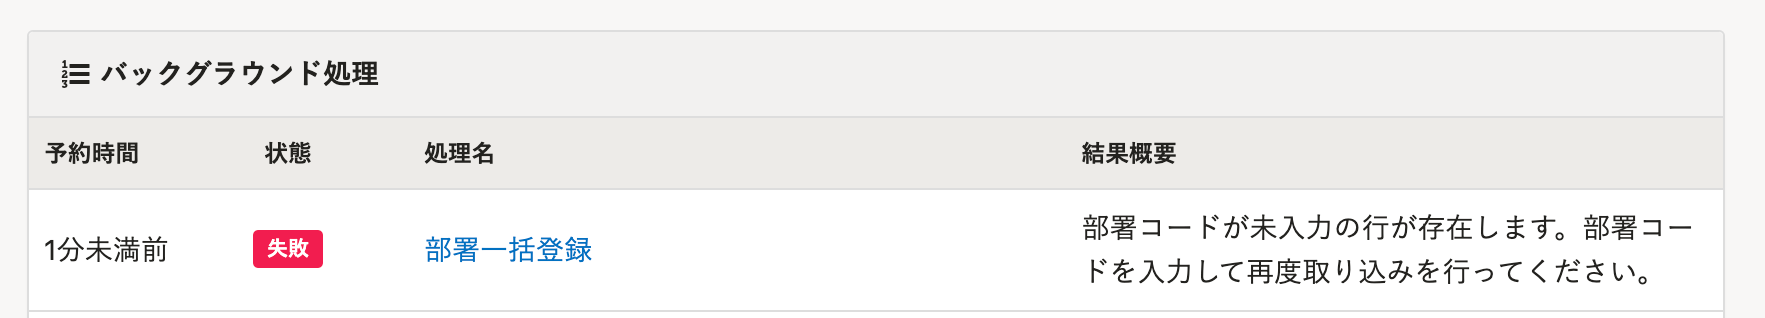 バックグラウンド処理
予約時間 状態 処理名 結果概要
1分未満前 失敗 部署一括登録 部署コードが未入力の行が存在します。部署コー
ドを入力して再度取り込みを行ってください。